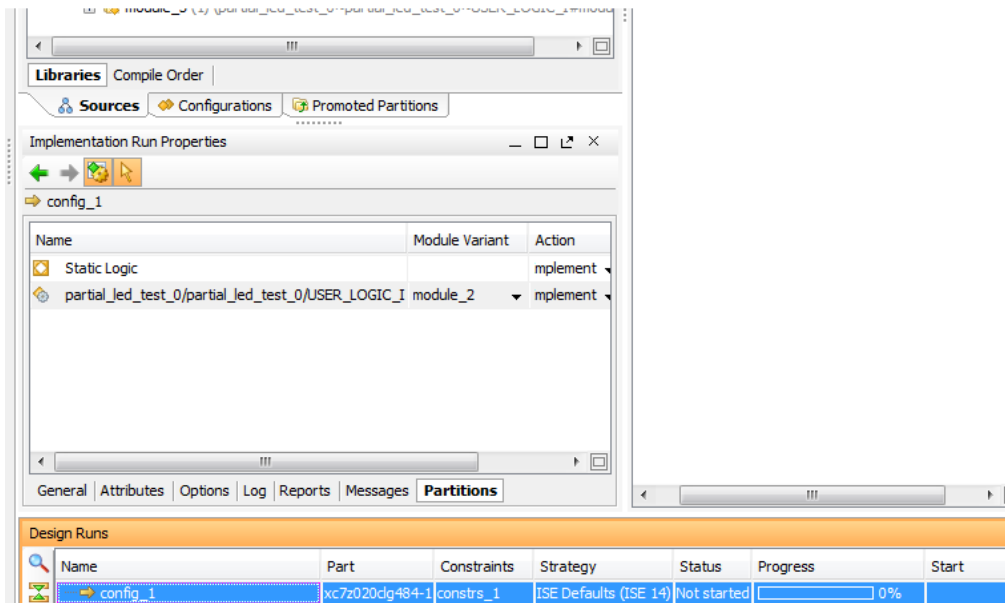 Libraries Compile Order
Sources Configurations Promoted Partitions
Implementation Run Properties
config_1
Name Module Variant Action
Static Logic mplement
partial_led_test_0/partial_led_test_0/USER_LOGIC_I module_2 mplement
General Attributes Options Log Reports Messages Partitions
Design Runs
Name Part Constraints Strategy Status Progress Start
config_1 xc7z020clg484-1 constrs_1 ISE Defaults (ISE 14) Not started 0%